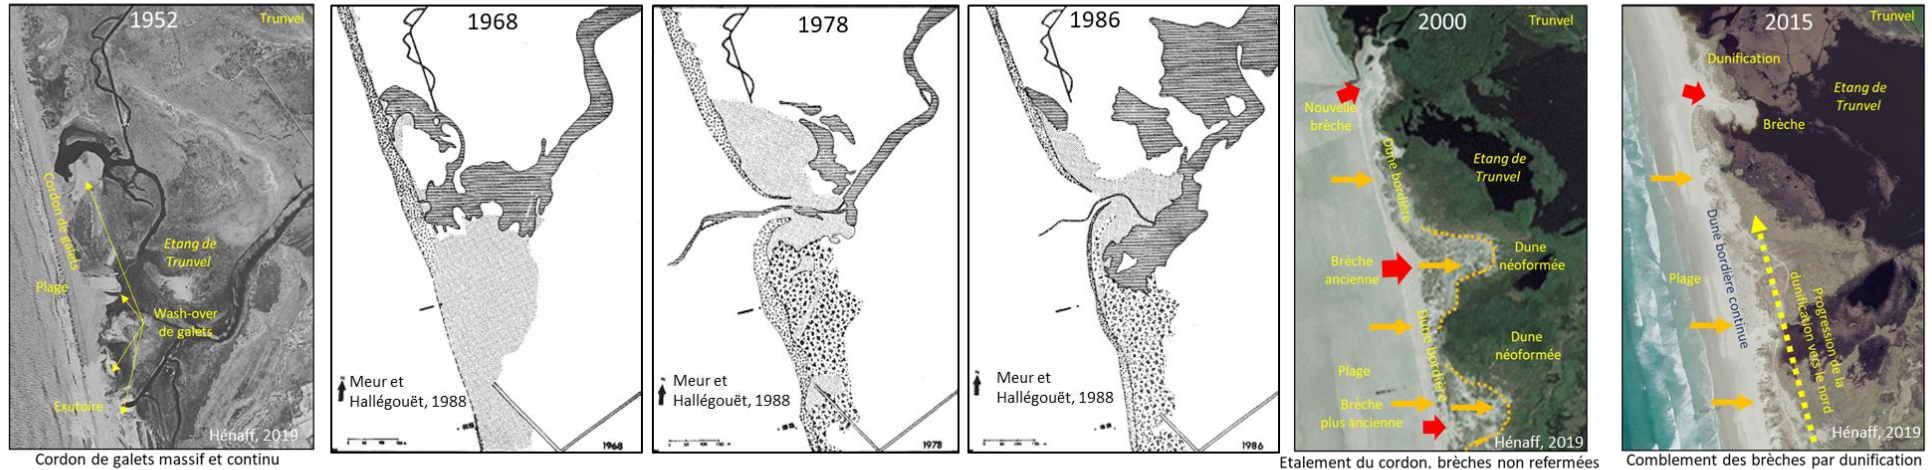 1952
Trunvel
Cordon de galets
Etang de
Trunvel
Plage
Wash-over
de galets
Exutoire
Hénaff, 2019
Cordon de galets massif et continu
1968
Meur et
Hallégouët, 1988
1968
1978
Meur et
Hallégouët, 1988
1978
1986
Meur et
Hallégouët, 1988
1986
2000
Trunvel
Nouvelle
brèche
Dune bordière
Etang de
Trunvel
Brèche
ancienne
Dune
néoformée
Dune bordière
Dune
néoformée
Plage
Brèche
plus ancienne
Hénaff, 2019
Etalement du cordon, brèches non refermées
2015
Trunvel
Dunification
Etang de
Trunvel
Brèche
Plage
Dune bordière continue
Progression de la
dunification vers le nord
Hénaff, 2019
Comblement des brèches par dunification